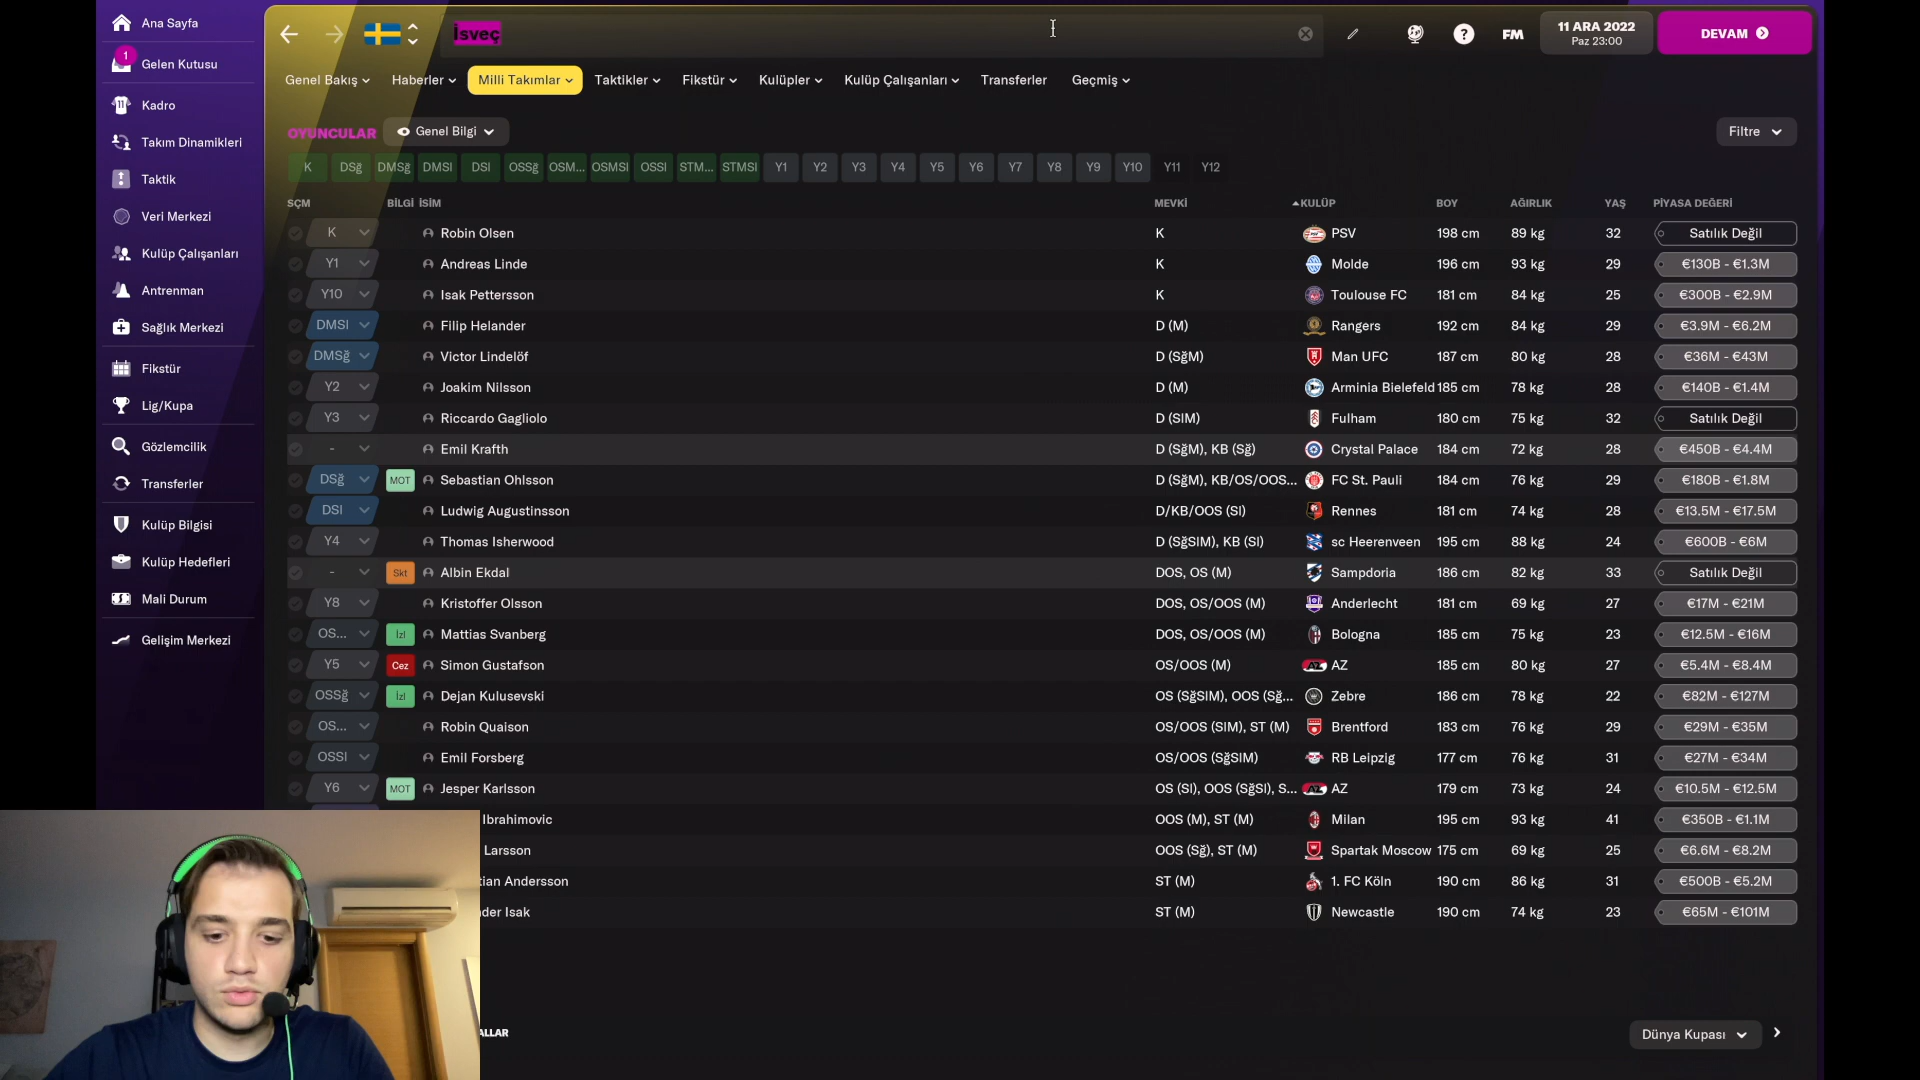 Ana Sayfa
1
Gelen Kutusu
Kadro
Takım Dinamikleri
Taktik
Veri Merkezi
Kulüp Çalışanları
Antrenman
Sağlık Merkezi
Fikstür
Lig/Kupa
Gözlemcilik
Transferler
Kulüp Bilgisi
Kulüp Hedefleri
Mali Durum
Gelişim Merkezi
İsveç
FM
11 ARA 2022
Paz 23:00
DEVAM
Genel Bakış Haberler Milli Takımlar Taktikler Fikstür Kulüpler Kulüp Çalışanları Transferler Geçmiş
OYUNCULAR Genel Bilgi Filtre
K DSğ DMSğ DMSl DSl OSSğ OSM... OSMSl OSSl STM... STMSl Y1 Y2 Y3 Y4 Y5 Y6 Y7 Y8 Y9 Y10 Y11 Y12
SÇM BİLGİ İSİM MEVKİ KULÜP BOY AĞIRLIK YAŞ PİYASA DEĞERİ
K Robin Olsen K PSV 198 cm 89 kg 32 Satılık Değil
Y1 Andreas Linde K Molde 196 cm 93 kg 29 €130B - €1.3M
Y10 Isak Pettersson K Toulouse FC 181 cm 84 kg 25 €300B - €2.9M
DMSl Filip Helander D (M) Rangers 192 cm 84 kg 29 €3.9M - €6.2M
DMSğ Victor Lindelöf D (SğM) Man UFC 187 cm 80 kg 28 €36M - €43M
Y2 Joakim Nilsson D (M) Arminia Bielefeld 185 cm 78 kg 28 €140B - €1.4M
Y3 Riccardo Gagliolo D (SlM) Fulham 180 cm 75 kg 32 Satılık Değil
- Emil Krafth D (SğM), KB (Sğ) Crystal Palace 184 cm 72 kg 28 €450B - €4.4M
DSğ MOT Sebastian Ohlsson D (SğM), KB/OS/OOS... FC St. Pauli 184 cm 76 kg 29 €180B - €1.8M
DSl Ludwig Augustinsson D/KB/OOS (Sl) Rennes 181 cm 74 kg 28 €13.5M - €17.5M
Y4 Thomas Isherwood D (SğSlM), KB (Sl) sc Heerenveen 195 cm 88 kg 24 €600B - €6M
- Skt Albin Ekdal DOS, OS (M) Sampdoria 186 cm 82 kg 33 Satılık Değil
Y8 Kristoffer Olsson DOS, OS/OOS (M) Anderlecht 181 cm 69 kg 27 €17M - €21M
OS... İzl Mattias Svanberg DOS, OS/OOS (M) Bologna 185 cm 75 kg 23 €12.5M - €16M
Y5 Cez Simon Gustafson OS/OOS (M) AZ 185 cm 80 kg 27 €5.4M - €8.4M
OSSğ İzl Dejan Kulusevski OS (SğSlM), OOS (Sğ... Zebre 186 cm 78 kg 22 €82M - €127M
OS... Robin Quaison OS/OOS (SlM), ST (M) Brentford 183 cm 76 kg 29 €29M - €35M
OSSl Emil Forsberg OS/OOS (SğSlM) RB Leipzig 177 cm 76 kg 31 €27M - €34M
Y6 MOT Jesper Karlsson OS (Sl), OOS (SğSl), S... AZ 179 cm 73 kg 24 €10.5M - €12.5M
Ibrahimovic OOS (M), ST (M) Milan 195 cm 93 kg 41 €350B - €1.1M
Larsson OOS (Sğ), ST (M) Spartak Moscow 175 cm 69 kg 25 €6.6M - €8.2M
tian Andersson ST (M) 1. FC Köln 190 cm 86 kg 31 €500B - €5.2M
nder Isak ST (M) Newcastle 190 cm 74 kg 23 €65M - €101M
ALLAR
Dünya Kupası